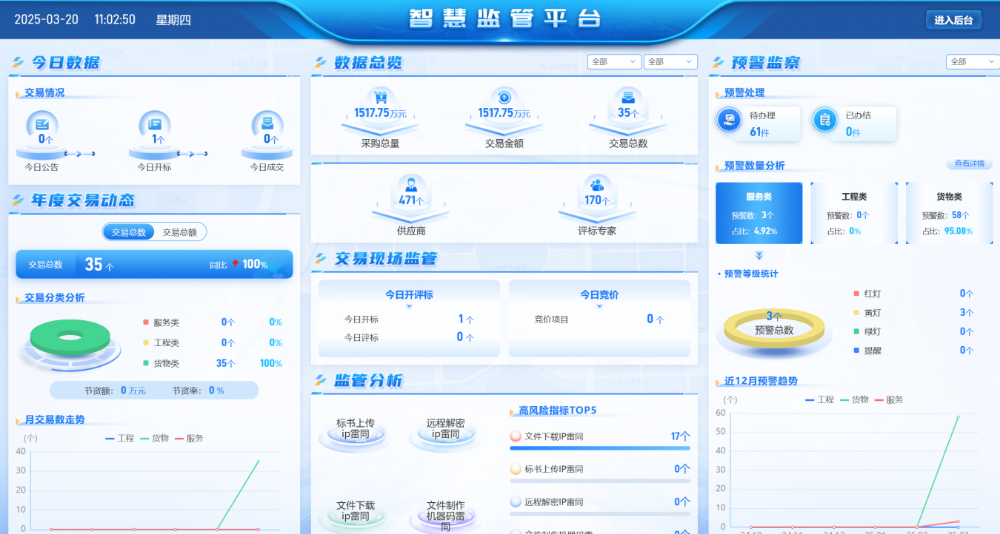 2025-03-20 11:02:50 星期四
智慧监管平台
进入后台
今日数据
交易情况
0个
今日公告
1个
今日开标
0个
今日成交
年度交易动态
交易总数 交易总额
交易总数 35 个 同比 100%
交易分类分析
服务类 0个 0%
工程类 0个 0%
货物类 35个 100%
节资额: 0 万元 节资率: 0 %
月交易数走势
(个) 工程 货物 服务
40
30
20
10
0
数据总览
全部 全部
1517.75万元
采购总量
1517.75万元
交易金额
35个
交易总数
471个
供应商
170个
评标专家
交易现场监管
今日开评标
今日开标 1 个
今日评标 0 个
今日竞价
竞价项目 0 个
监管分析
标书上传
ip雷同
远程解密
ip雷同
文件下载
ip雷同
文件制作
机器码雷
同
高风险指标TOP5
文件下载IP雷同 17个
标书上传IP雷同 0个
远程解密IP雷同 0个
文件制作机器码雷 0个
预警监察
全部
预警处理
待办理
61件
已办结
0件
预警数量分析
查看详情
服务类
预警数: 3个
占比: 4.92%
工程类
预警数: 0个
占比: 0%
货物类
预警数: 58个
占比: 95.08%
预警等级统计
3个
预警总数
红灯 0个
黄灯 3个
绿灯 0个
提醒 0个
近12月预警趋势
(个) 工程 货物 服务
60
50
40
30
20
10
0
24-10 24-11 24-12 25-01 25-02 25-03